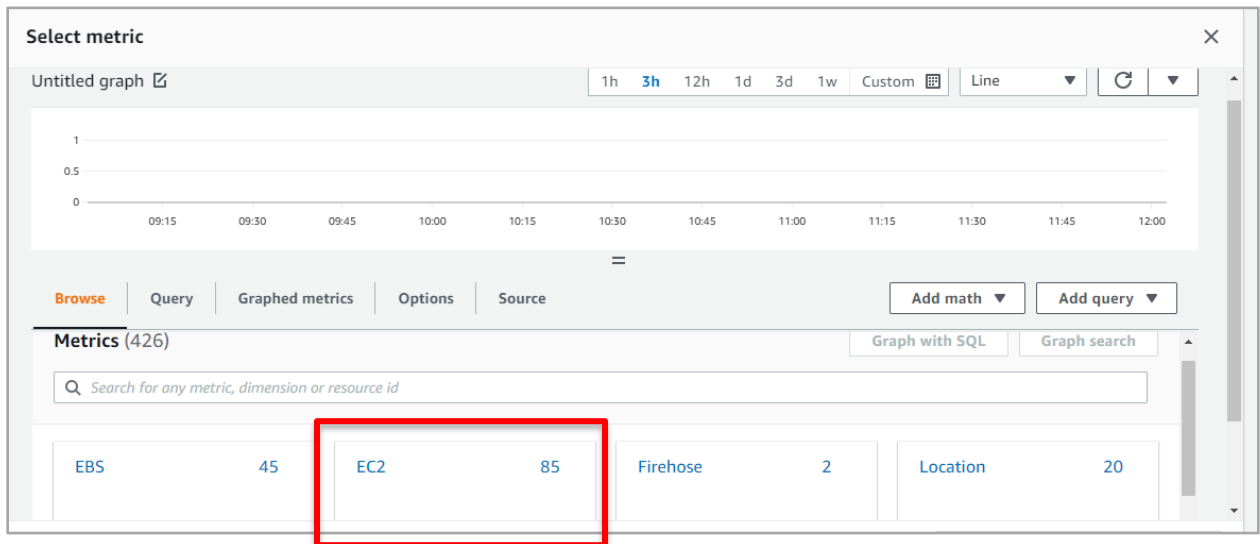 Select metric
Untitled graph
1h 3h 12h 1d 3d 1w Custom Line
1
0.5
0
09:15 09:30 09:45 10:00 10:15 10:30 10:45 11:00 11:15 11:30 11:45 12:00
Browse Query Graphed metrics Options Source Add math Add query
Metrics (426) Graph with SQL Graph search
Search for any metric, dimension or resource id
EBS 45 EC2 85 Firehose 2 Location 20